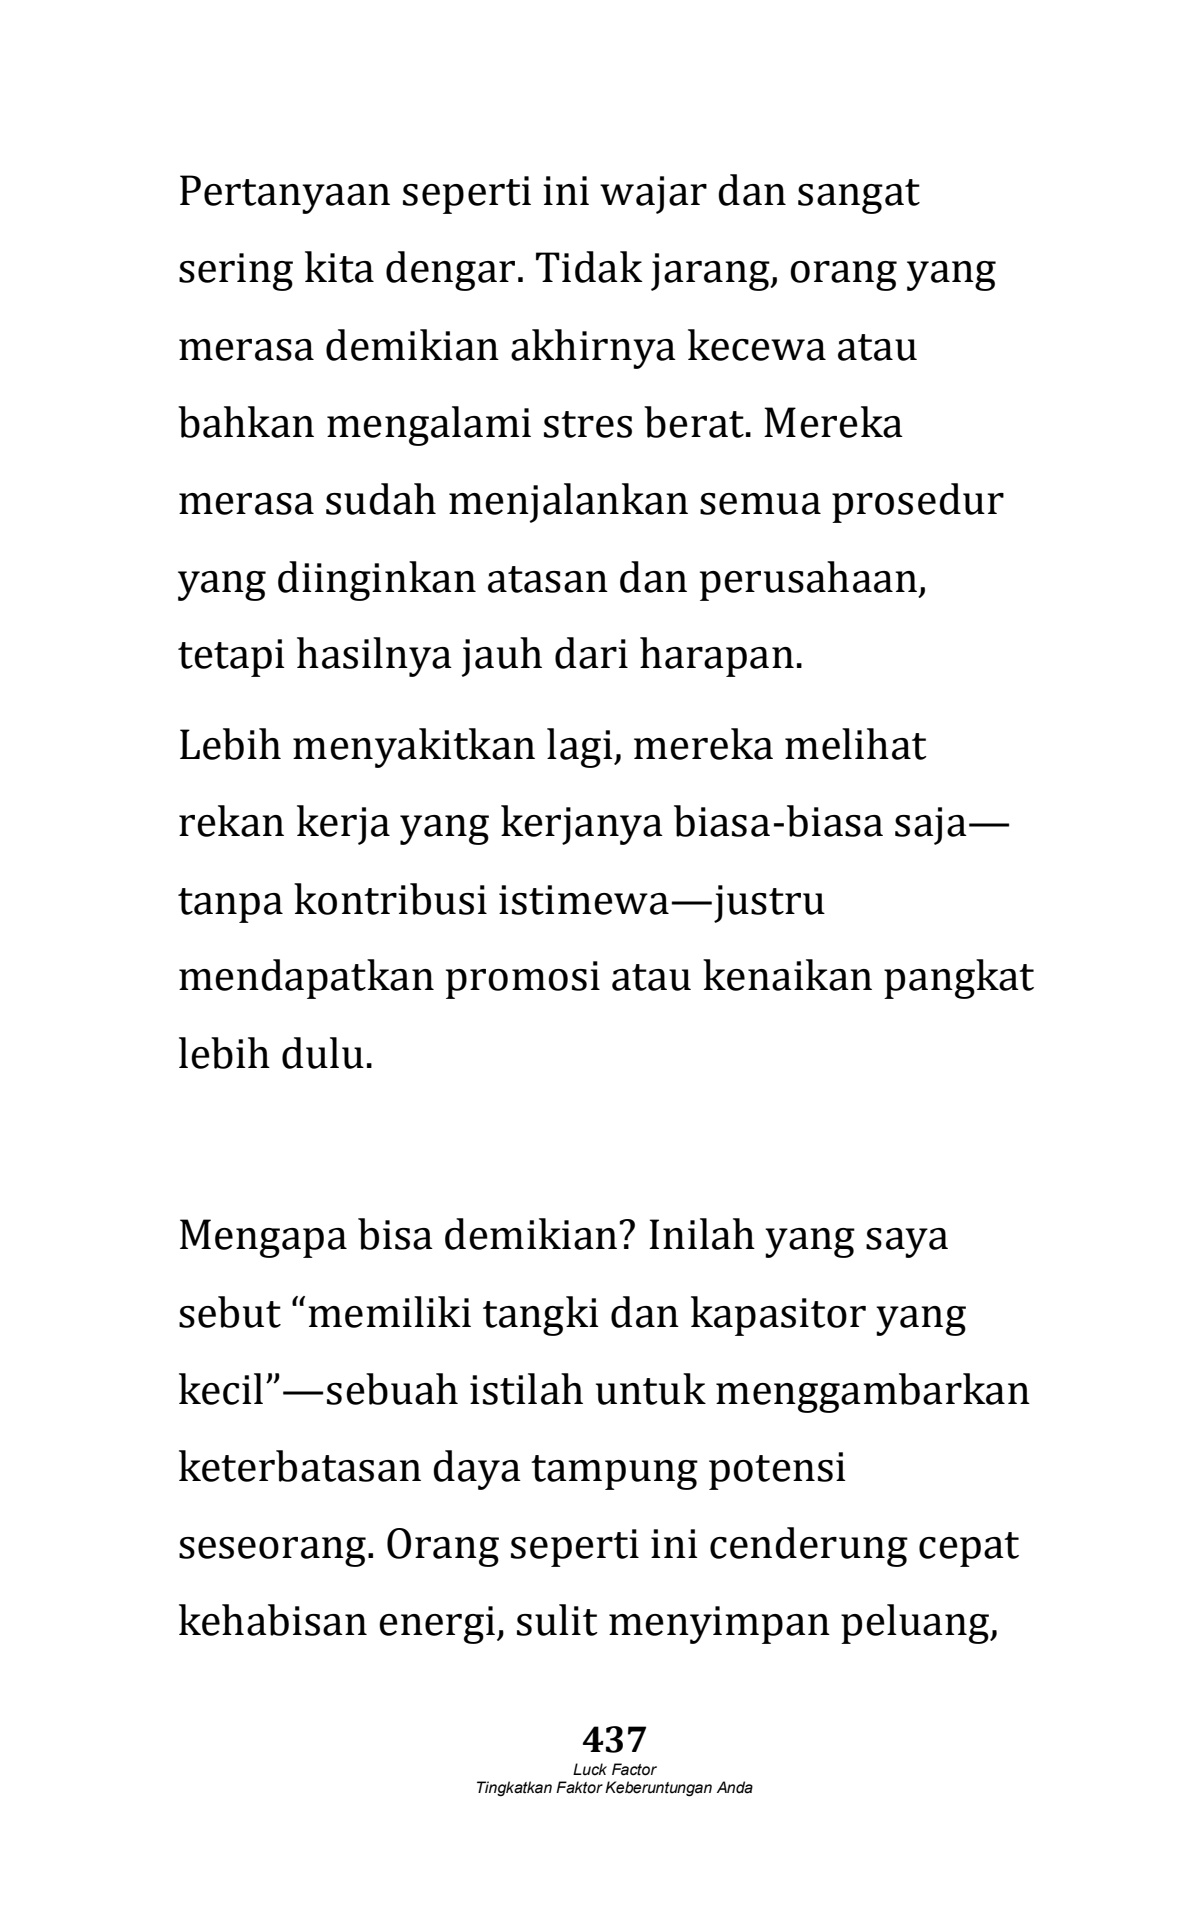 Pertanyaan seperti ini wajar dan sangat
sering kita dengar. Tidak jarang, orang yang
merasa demikian akhirnya kecewa atau
bahkan mengalami stres berat. Mereka
merasa sudah menjalankan semua prosedur
yang diinginkan atasan dan perusahaan,
tetapi hasilnya jauh dari harapan.
Lebih menyakitkan lagi, mereka melihat
rekan kerja yang kerjanya biasa-biasa saja—
tanpa kontribusi istimewa—justru
mendapatkan promosi atau kenaikan pangkat
lebih dulu.
Mengapa bisa demikian? Inilah yang saya
sebut “memiliki tangki dan kapasitor yang
kecil”—sebuah istilah untuk menggambarkan
keterbatasan daya tampung potensi
seseorang. Orang seperti ini cenderung cepat
kehabisan energi, sulit menyimpan peluang,
437
Luck Factor
Tingkatkan Faktor Keberuntungan Anda